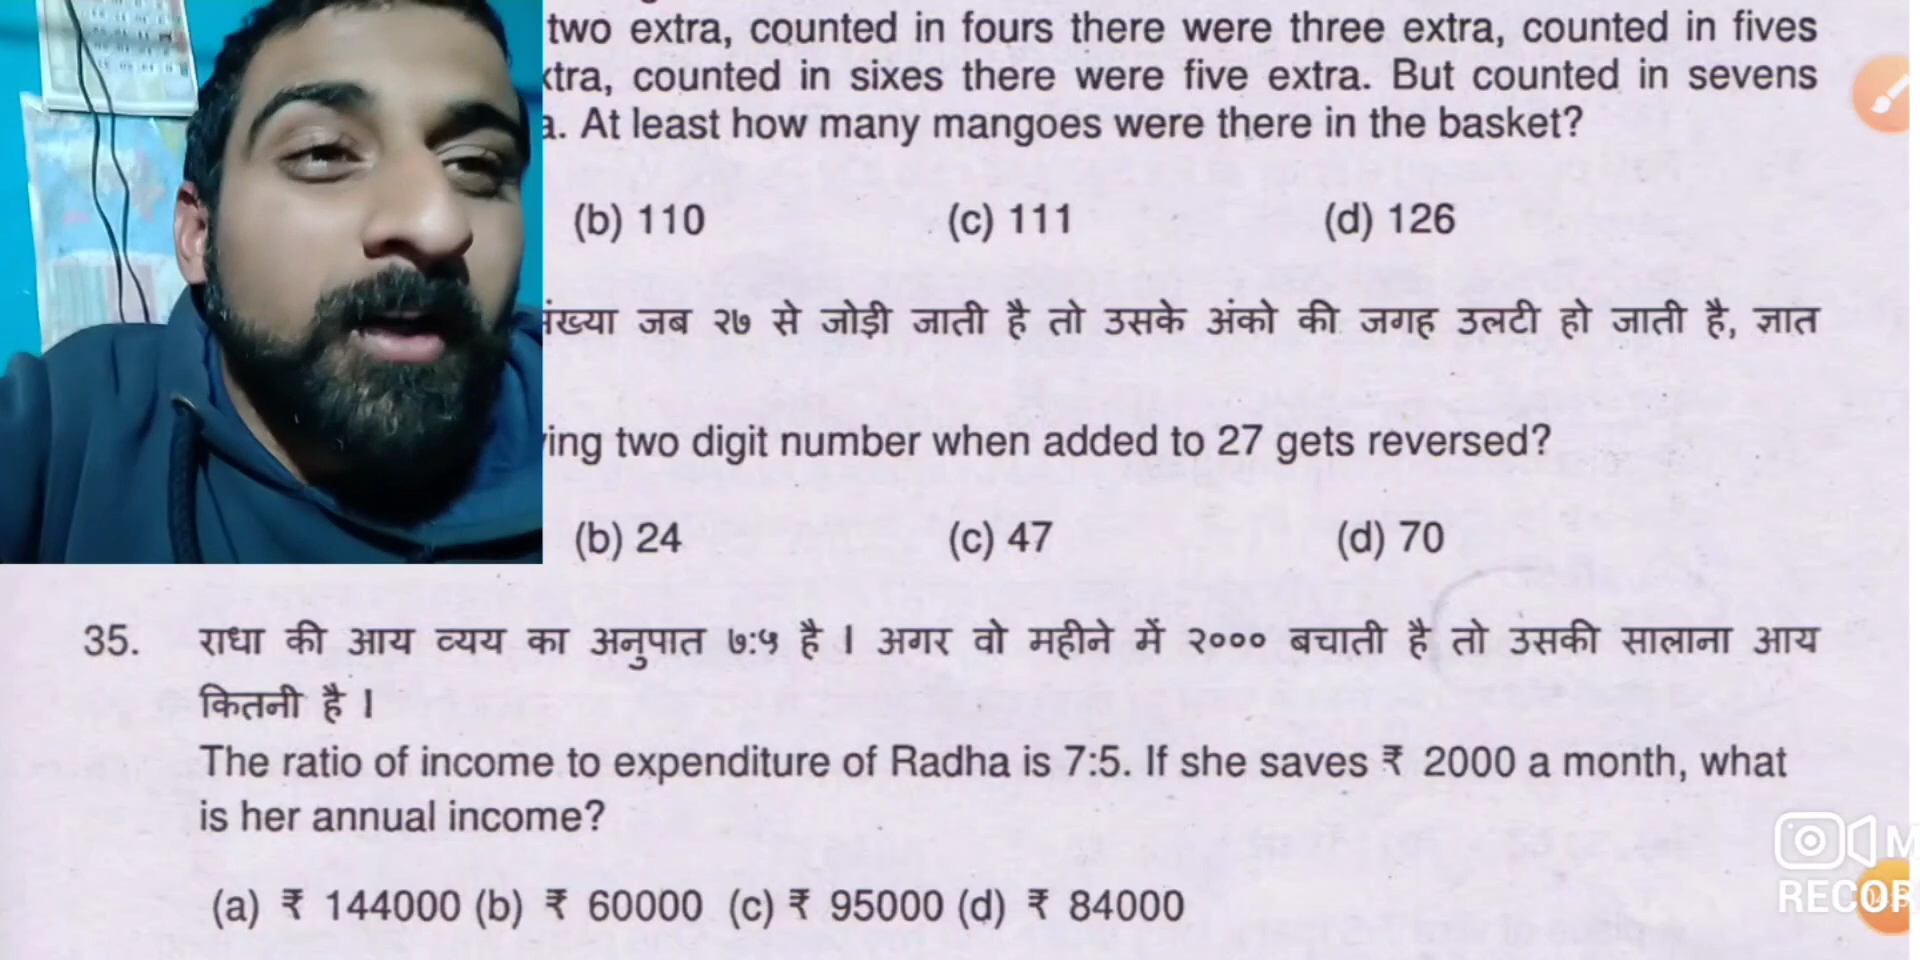 two extra, counted in fours there were three extra, counted in fives
tra, counted in sixes there were five extra. But counted in sevens
a. At least how many mangoes were there in the basket?
(b) 110 (c) 111 (d) 126
जब २७ से जोड़ी जाती है तो उसके अंको की जगह उलटी हो जाती है, ज्ञात
ing two digit number when added to 27 gets reversed?
(b) 24 (c) 47 (d) 70
35. राधा की आय व्यय का अनुपात ७:५ है । अगर वो महीने में २००० बचाती है तो उसकी सालाना आय
कितनी है ।
The ratio of income to expenditure of Radha is 7:5. If she saves ₹ 2000 a month, what
is her annual income?
(a) ₹ 144000 (b) ₹ 60000 (c) ₹ 95000 (d) ₹ 84000
RECOR